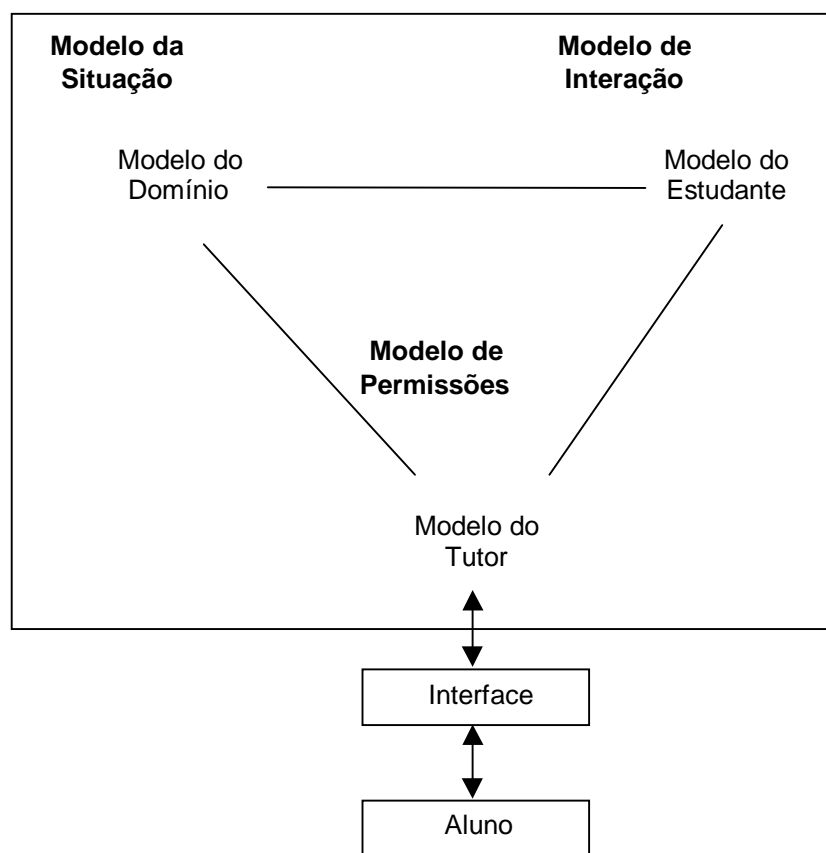 Modelo da
Situação
Modelo de
Interação
Modelo do
Domínio
Modelo do
Estudante
Modelo de
Permissões
Modelo do
Tutor
Interface
Aluno